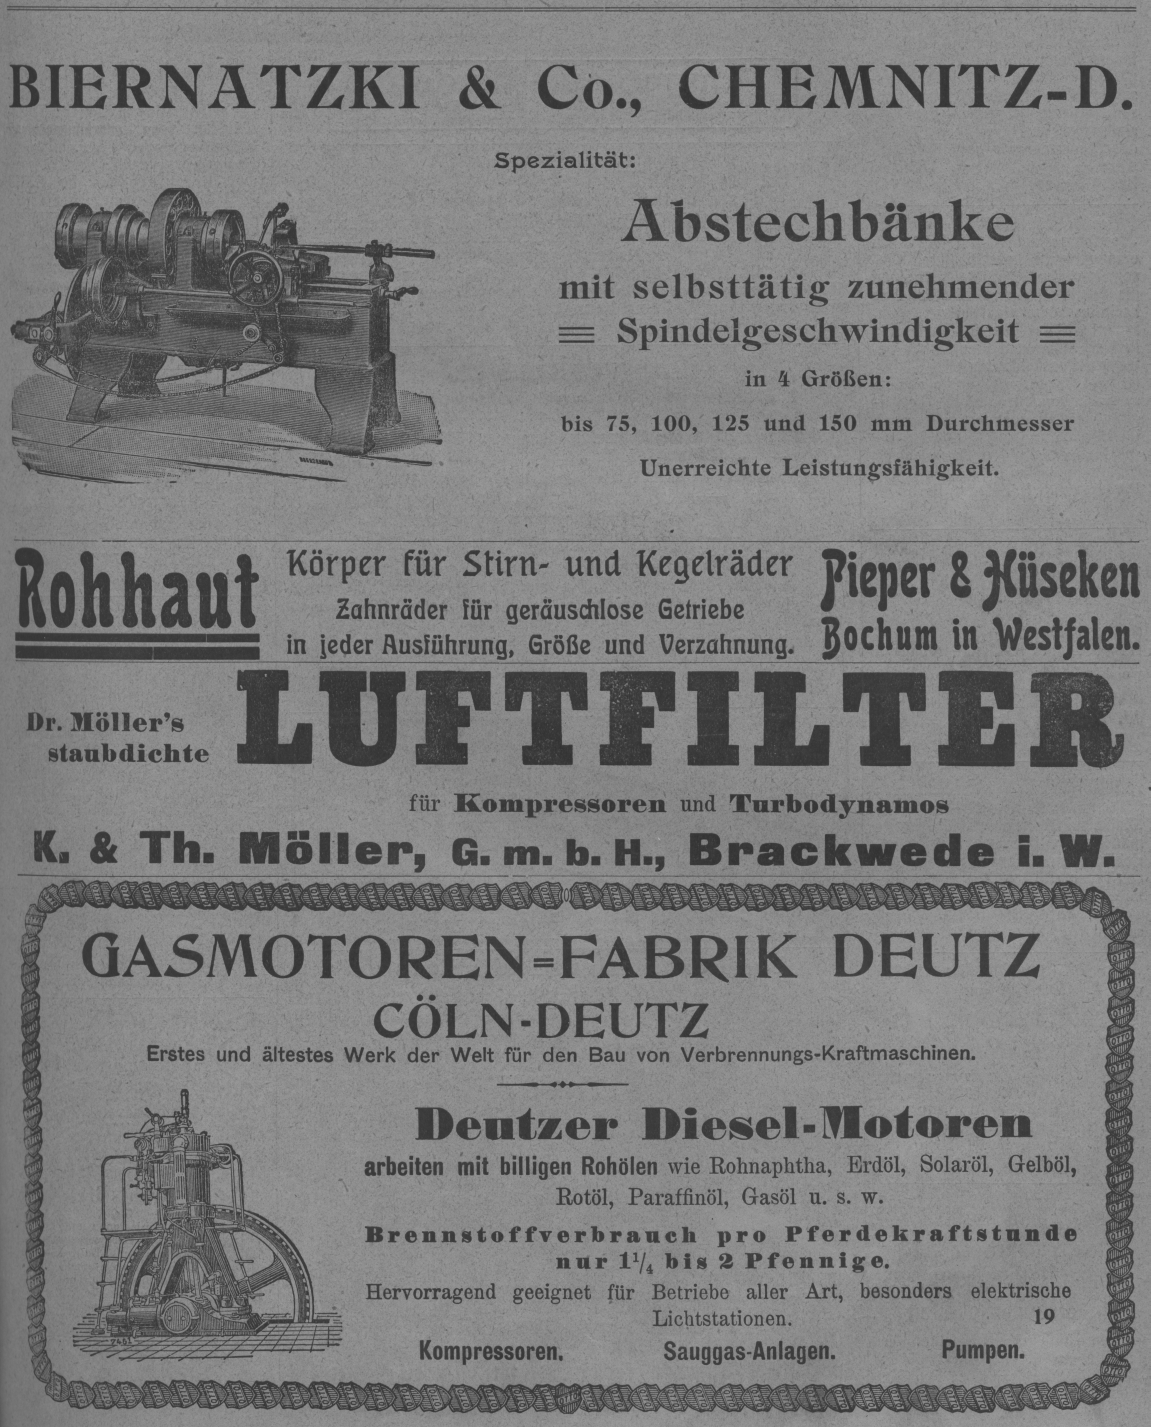 BIERNATZKI & Co., CHEMNITZ-D.
Spezialität:
Abstechbänke
mit selbsttätig zunehmender
Spindelgeschwindigkeit
in 4 Größen:
bis 75, 100, 125 und 150 mm Durchmesser
Unerreichte Leistungsfähigkeit.
Rohhaut
Körper für Stirn- und Kegelräder
Zahnräder für geräuschlose Getriebe
in jeder Ausführung, Größe und Verzahnung.
Pieper & Hüseken
Bochum in Westfalen.
Dr. Möller's
staubdichte
LUFTFILTER
für Kompressoren und Turbodynamos
K. & Th. Möller, G. m. b. H., Brackwede i. W.
GASMOTOREN=FABRIK DEUTZ
CÖLN-DEUTZ
Erstes und ältestes Werk der Welt für den Bau von Verbrennungs-Kraftmaschinen.
Deutzer Diesel-Motoren
arbeiten mit billigen Rohölen wie Rohnaphtha, Erdöl, Solaröl, Gelböl,
Rotöl, Paraffinöl, Gasöl u. s. w.
Brennstoffverbrauch pro Pferdekraftstunde
nur 1 1/4 bis 2 Pfennige.
Hervorragend geeignet für Betriebe aller Art, besonders elektrische
Lichtstationen. 19
Kompressoren. Sauggas-Anlagen. Pumpen.